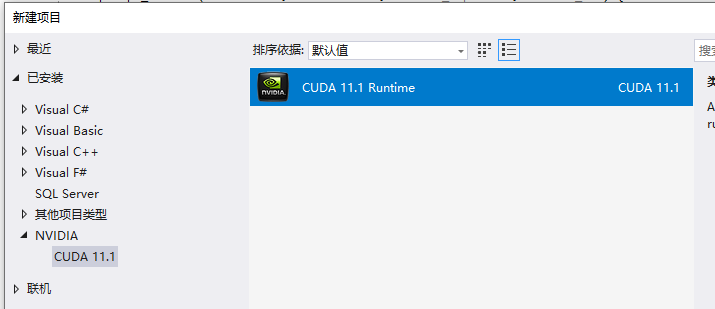 新建项目
最近
已安装
Visual C#
Visual Basic
Visual C++
Visual F#
SQL Server
其他项目类型
NVIDIA
CUDA 11.1
联机
排序依据: 默认值
NVIDIA
CUDA 11.1 Runtime
CUDA 11.1
搜索
类
A
ru